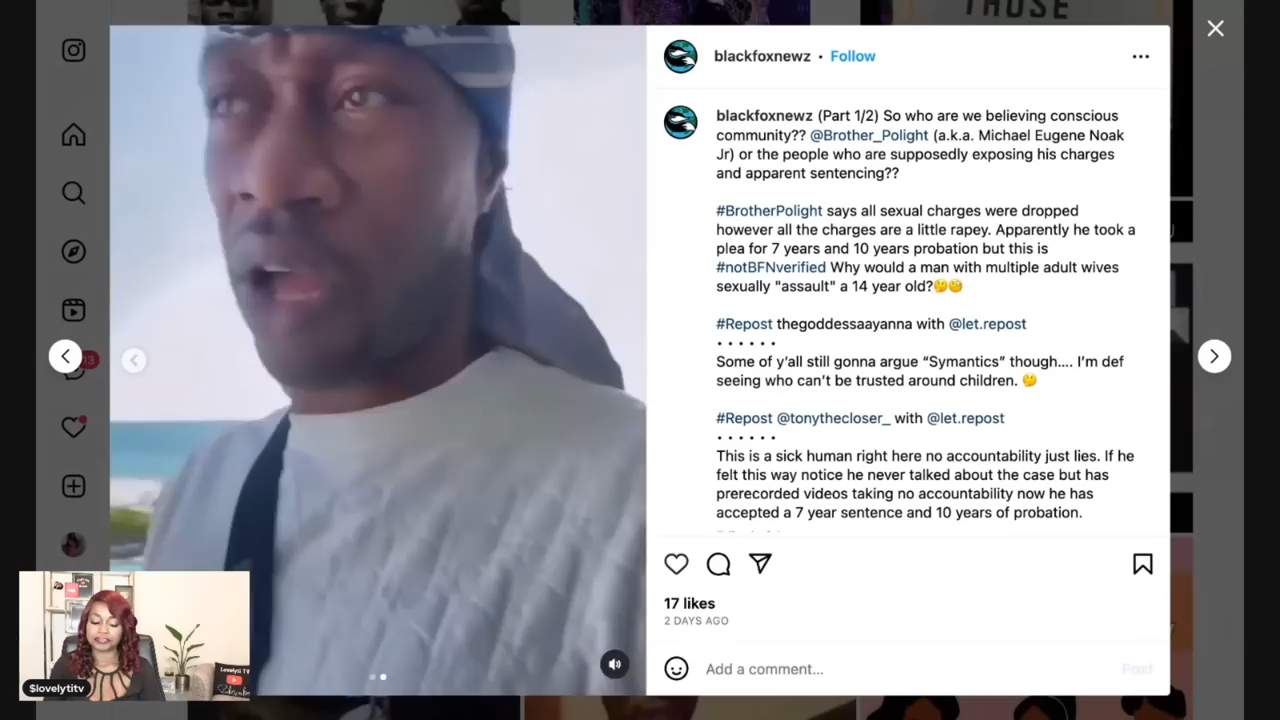 THOSE
blackfoxnewz • Follow
blackfoxnewz (Part 1/2) So who are we believing conscious
community?? @Brother_Polight (a.k.a. Michael Eugene Noak
Jr) or the people who are supposedly exposing his charges
and apparent sentencing??
#BrotherPolight says all sexual charges were dropped
however all the charges are a little rapey. Apparently he took a
plea for 7 years and 10 years probation but this is
#notBFNverified Why would a man with multiple adult wives
sexually "assault" a 14 year old?🤔🧐
#Repost thegoddessaayanna with @let.repost
• • • • • •
Some of y'all still gonna argue “Symantics” though.... I'm def
seeing who can't be trusted around children. 🤔
#Repost @tonythecloser_ with @let.repost
• • • • • •
This is a sick human right here no accountability just lies. If he
felt this way notice he never talked about the case but has
prerecorded videos taking no accountability now he has
accepted a 7 year sentence and 10 years of probation.
17 likes
2 DAYS AGO
Add a comment...
Post
13
Lovelyti TV
$lovelytitv